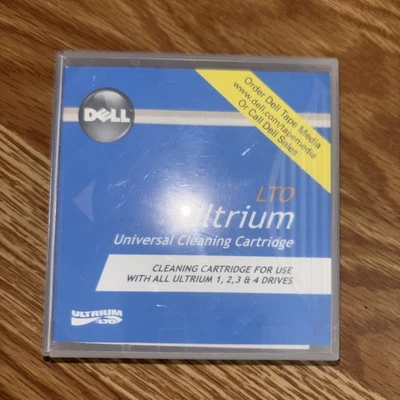 DELL
Order Dell Tape Media
www.dell.com/tapemedia
Or Call Dell Sales
LTO
Ultrium
Universal Cleaning Cartridge
CLEANING CARTRIDGE FOR USE
WITH ALL ULTRIUM 1, 2,3 & 4 DRIVES
ULTRIUM
LTO